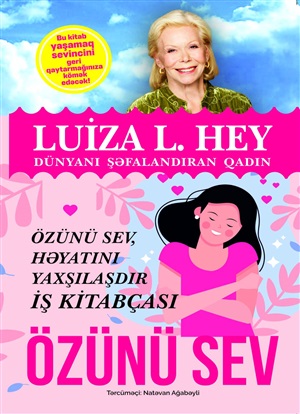 Bu kitab
yaşamaq
sevincini
geri
qaytarmağınıza
kömək
edəcək!
LUİZA L. HEY
DÜNYANI ŞƏFALANDIRAN QADIN
ÖZÜNÜ SEV,
HƏYATINI
YAXŞILAŞDIR
İŞ KİTABÇASI
ÖZÜNÜ SEV
Tərcüməçi: Natəvan Ağabəyli